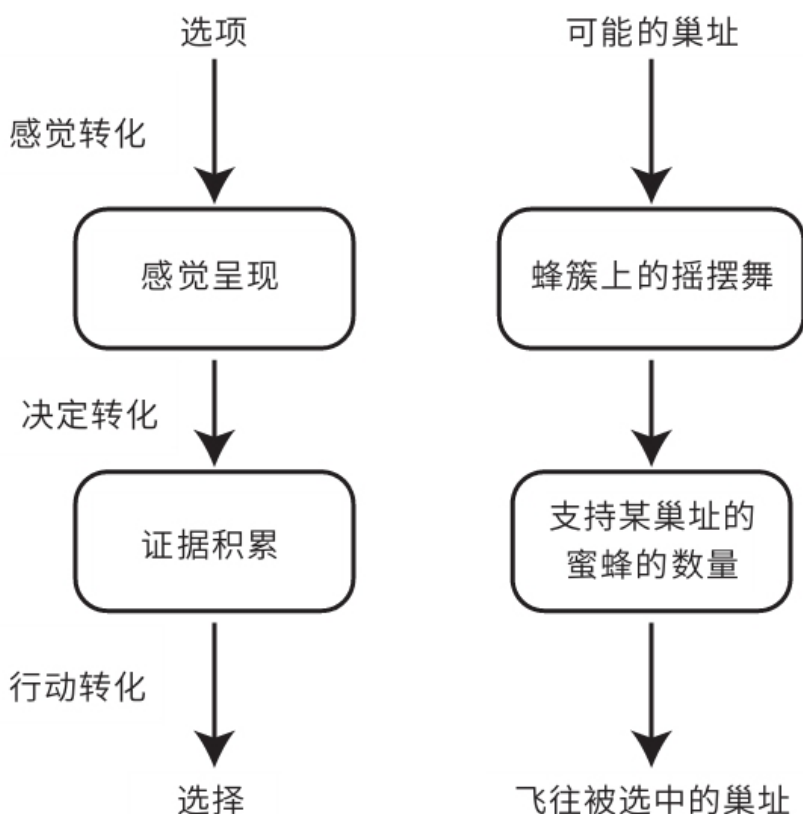 选项
可能的巢址
感觉转化
感觉呈现
蜂簇上的摇摆舞
决定转化
证据积累
支持某巢址的
蜜蜂的数量
行动转化
选择
飞往被选中的巢址